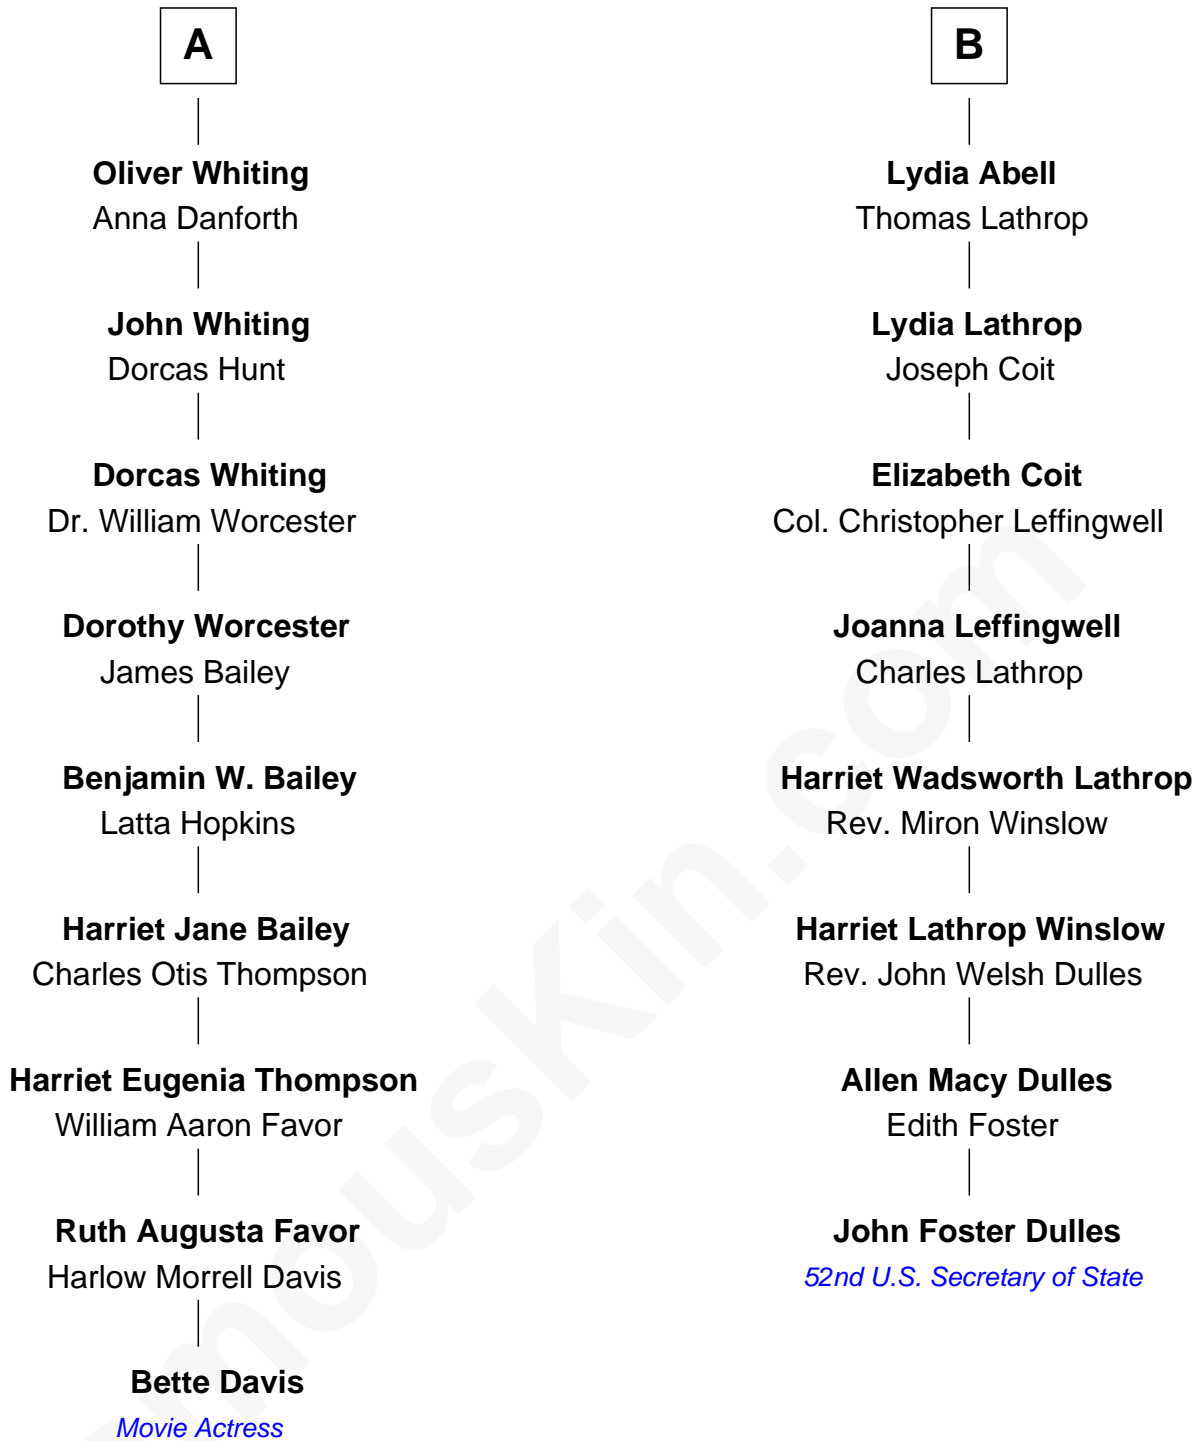 A
Oliver Whiting
Anna Danforth
John Whiting
Dorcas Hunt
Dorcas Whiting
Dr. William Worcester
Dorothy Worcester
James Bailey
Benjamin W. Bailey
Latta Hopkins
Harriet Jane Bailey
Charles Otis Thompson
Harriet Eugenia Thompson
William Aaron Favor
Ruth Augusta Favor
Harlow Morrell Davis
Bette Davis
Movie Actress
B
Lydia Abell
Thomas Lathrop
Lydia Lathrop
Joseph Coit
Elizabeth Coit
Col. Christopher Leffingwell
Joanna Leffingwell
Charles Lathrop
Harriet Wadsworth Lathrop
Rev. Miron Winslow
Harriet Lathrop Winslow
Rev. John Welsh Dulles
Allen Macy Dulles
Edith Foster
John Foster Dulles
52nd U.S. Secretary of State
mousKin.com